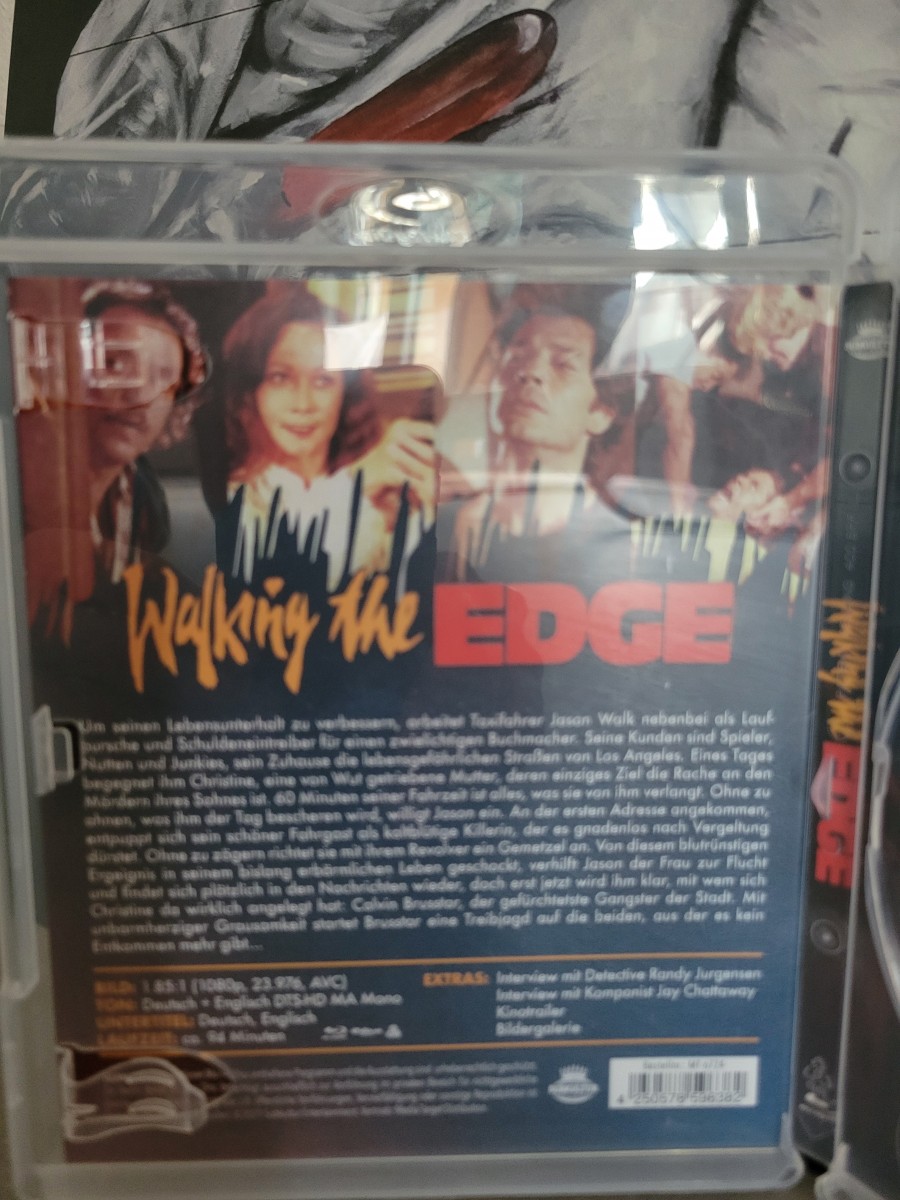 Walking the EDGE
Um seinen Lebensunterhalt zu verbessern, arbeitet Taxifahrer Jason Walk nebenbei als Lauf-
bursche und Schuldeneintreiber für einen zwielichtigen Buchmacher. Seine Kunden sind Spieler,
Nutten und Junkies, sein Zuhause die lebensgefährlichen Straßen von Los Angeles. Eines Tages
begegnet ihm Christine, eine von Wut getriebene Mutter, deren einziges Ziel die Rache an den
Mördern ihres Sohnes ist. 60 Minuten seiner Fahrzeit ist alles, was sie von ihm verlangt. Ohne zu
ahnen, was ihm der Tag bescheren wird, willigt Jason ein. An der ersten Adresse angekommen,
entpuppt sich sein schöner Fahrgast als kaltblütige Killerin, der es gnadenlos nach Vergeltung
dürstet. Ohne zu zögern richtet sie mit ihrem Revolver ein Gemetzel an. Von diesem blutrünstigen
Ergeignis in seinem bislang erbärmlichen Leben geschockt, verhilft Jason der Frau zur Flucht
und findet sich plötzlich in den Nachrichten wieder, doch erst jetzt wird ihm klar, mit wem sich
Christine da wirklich angelegt hat: Calvin Brusstar, der gefürchtetste Gangster der Stadt. Mit
unbarmherziger Grausamkeit startet Brusstar eine Treibjagd auf die beiden, aus der es kein
Entkommen mehr gibt...
BILD: 1.85:1 (1080p, 23.976, AVC)
TON: Deutsch + Englisch DTS-HD MA Mono
UNTERTITEL: Deutsch, Englisch
LAUFZEIT: ca. 94 Minuten
EXTRAS: Interview mit Detective Randy Jurgensen
Interview mit Komponist Jay Chattaway
Kinotrailer
Bildergalerie
4 250578 596382
Walking the
EDGE